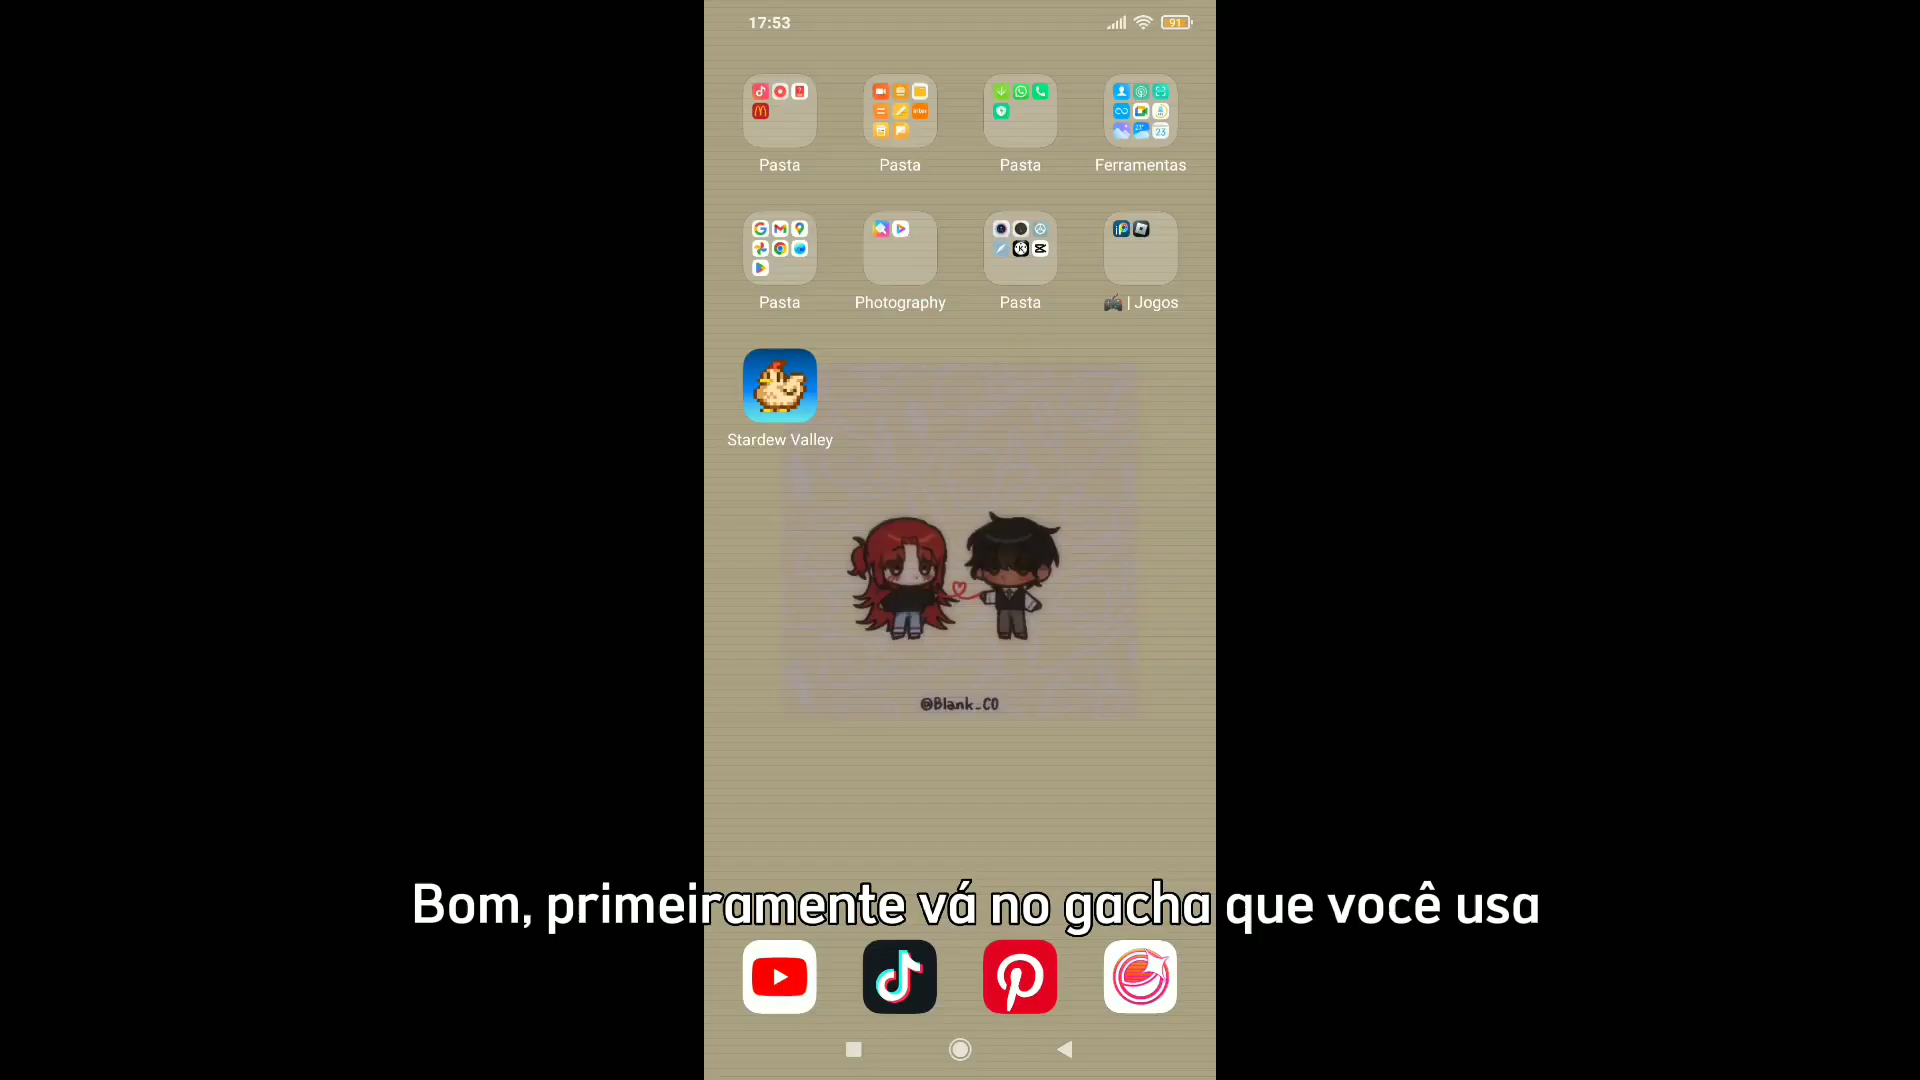 17:53
91
Pasta
Pasta
Pasta
Ferramentas
Pasta
Photography
Pasta
🎮 | Jogos
Stardew Valley
@Blank_CO
Bom, primeiramente vá no gacha que você usa